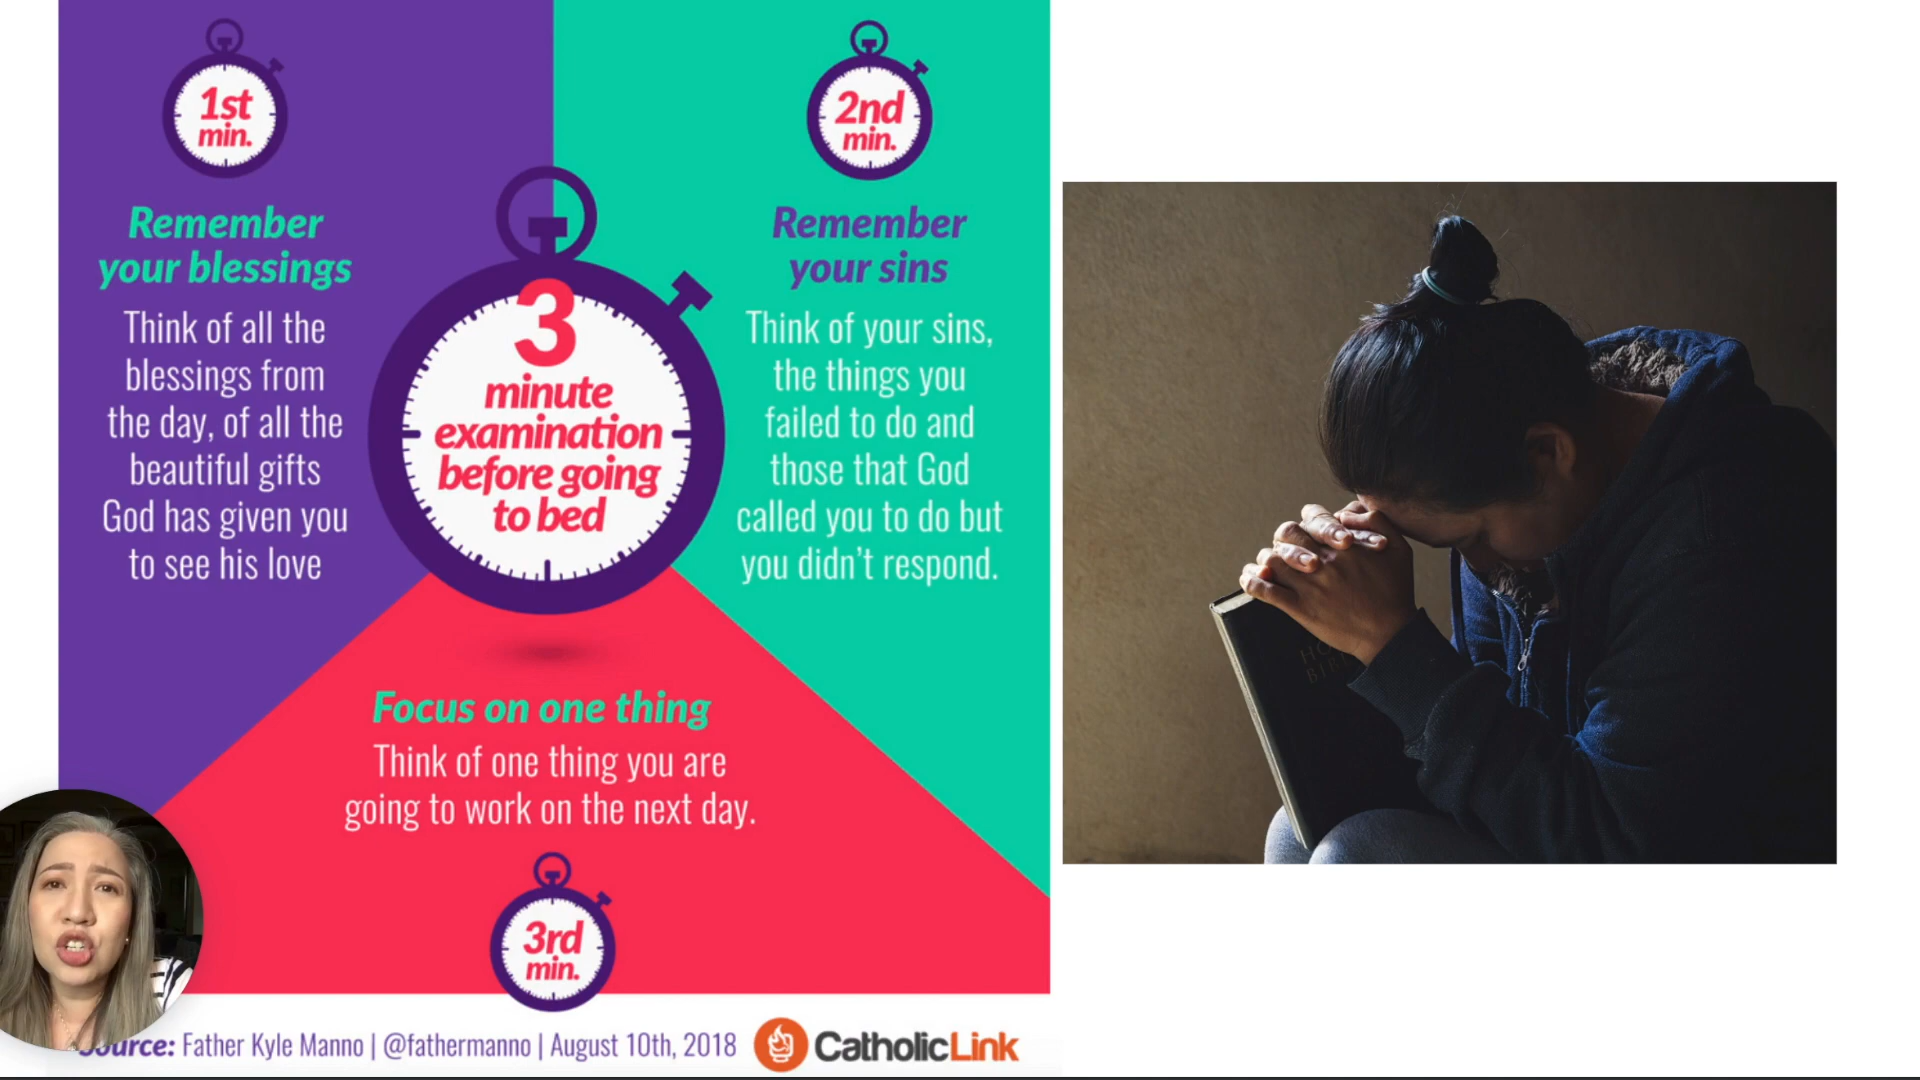 1st
min.
Remember
your blessings
Think of all the
blessings from
the day, of all the
beautiful gifts
God has given you
to see his love
3
minute
examination
before going
to bed
2nd
min.
Remember
your sins
Think of your sins,
the things you
failed to do and
those that God
called you to do but
you didn't respond.
Focus on one thing
Think of one thing you are
going to work on the next day.
3rd
min.
Source: Father Kyle Manno | @fathermanno | August 10th, 2018
CatholicLink
HOLY
BIBLE